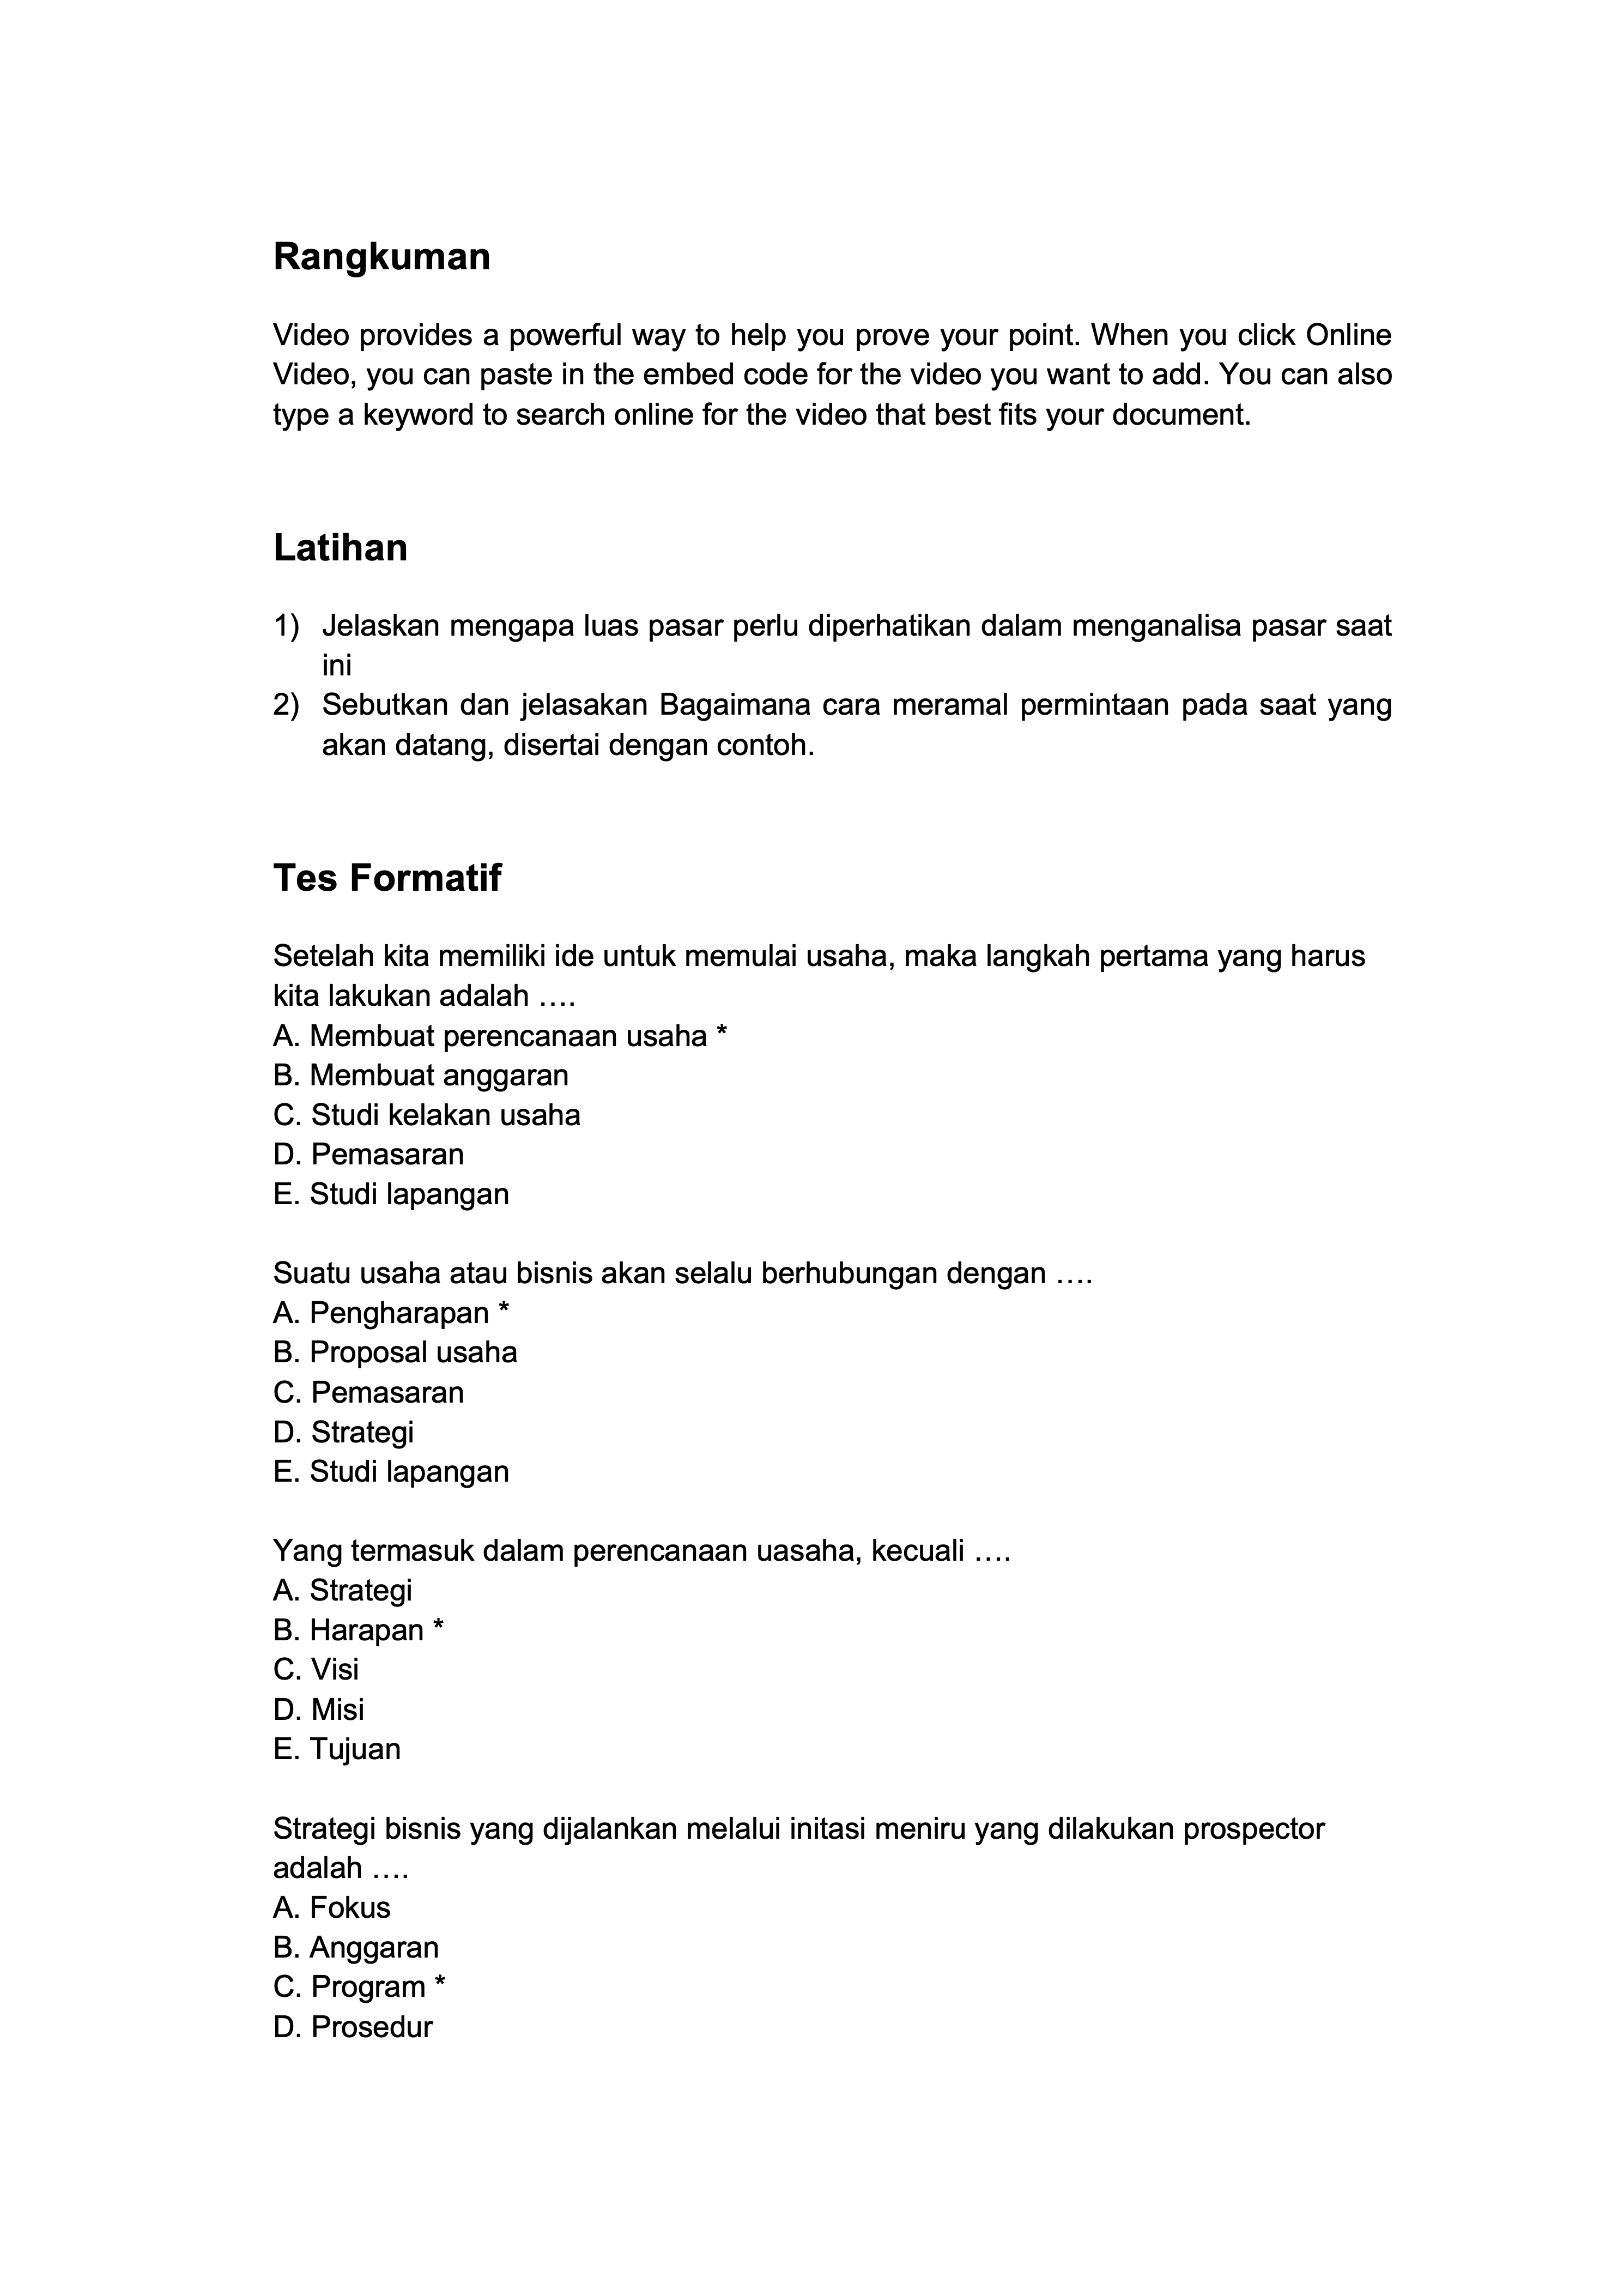 Rangkuman
Video provides a powerful way to help you prove your point. When you click Online
Video, you can paste in the embed code for the video you want to add. You can also
type a keyword to search online for the video that best fits your document.
Latihan
1) Jelaskan mengapa luas pasar perlu diperhatikan dalam menganalisa pasar saat
ini
2) Sebutkan dan jelasakan Bagaimana cara meramal permintaan pada saat yang
akan datang, disertai dengan contoh.
Tes Formatif
Setelah kita memiliki ide untuk memulai usaha, maka langkah pertama yang harus
kita lakukan adalah ….
A. Membuat perencanaan usaha *
B. Membuat anggaran
C. Studi kelakan usaha
D. Pemasaran
E. Studi lapangan
Suatu usaha atau bisnis akan selalu berhubungan dengan ….
A. Pengharapan *
B. Proposal usaha
C. Pemasaran
D. Strategi
E. Studi lapangan
Yang termasuk dalam perencanaan uasaha, kecuali ….
A. Strategi
B. Harapan *
C. Visi
D. Misi
E. Tujuan
Strategi bisnis yang dijalankan melalui initasi meniru yang dilakukan prospector
adalah ….
A. Fokus
B. Anggaran
C. Program *
D. Prosedur